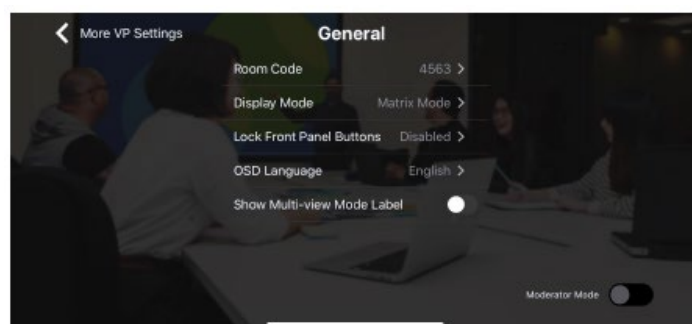 More VP Settings
General
Room Code 4563
Display Mode Matrix Mode
Lock Front Panel Buttons Disabled
OSD Language English
Show Multi-view Mode Label
Moderator Mode